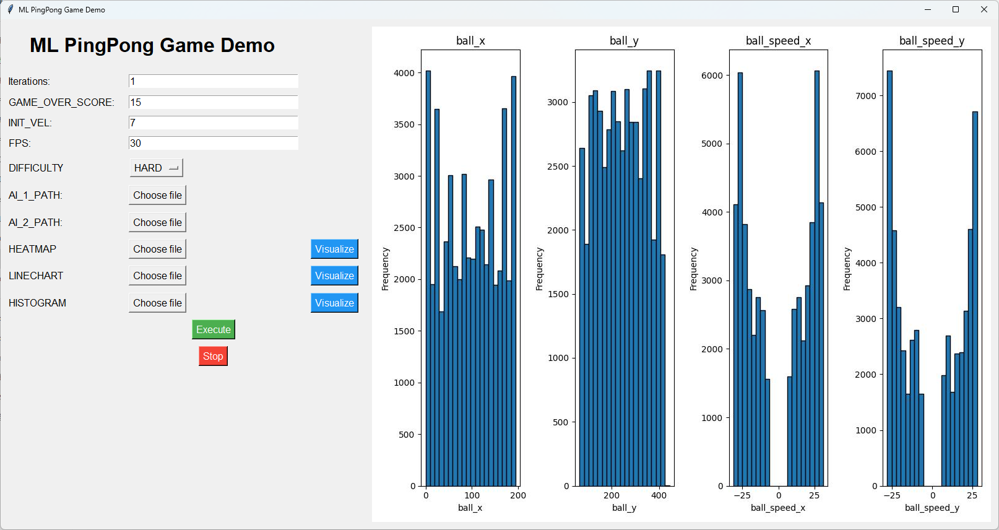 ML PingPong Game Demo
ML PingPong Game Demo
Iterations: 1
GAME_OVER_SCORE: 15
INIT_VEL: 7
FPS: 30
DIFFICULTY HARD
AI_1_PATH: Choose file
AI_2_PATH: Choose file
HEATMAP Choose file Visualize
LINECHART Choose file Visualize
HISTOGRAM Choose file Visualize
Execute
Stop
ball_x
4000
3500
3000
2500
2000
1500
1000
500
0
Frequency
0 100 200
ball_x
ball_y
3000
2500
2000
1500
1000
500
0
Frequency
200 400
ball_y
ball_speed_x
6000
5000
4000
3000
2000
1000
0
Frequency
−25 0 25
ball_speed_x
ball_speed_y
7000
6000
5000
4000
3000
2000
1000
0
Frequency
−25 0 25
ball_speed_y